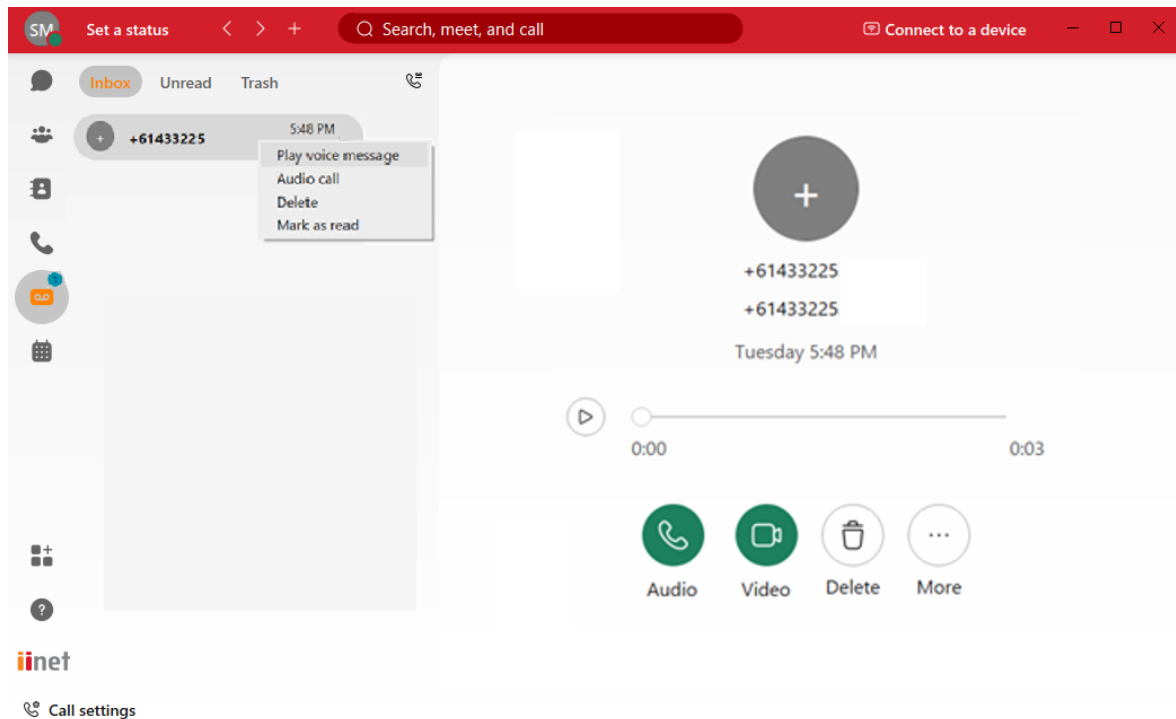 SM Set a status Search, meet, and call Connect to a device
Inbox Unread Trash
+61433225 5:48 PM
Play voice message
Audio call
Delete
Mark as read
+61433225
+61433225
Tuesday 5:48 PM
0:00 0:03
Audio Video Delete More
iinet
Call settings